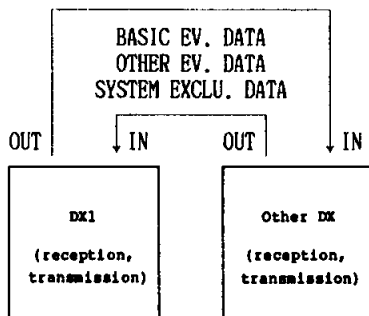 BASIC EV. DATA
OTHER EV. DATA
SYSTEM EXCLU. DATA
OUT IN OUT IN
DX1 Other DX
(reception, (reception,
transmission) transmission)